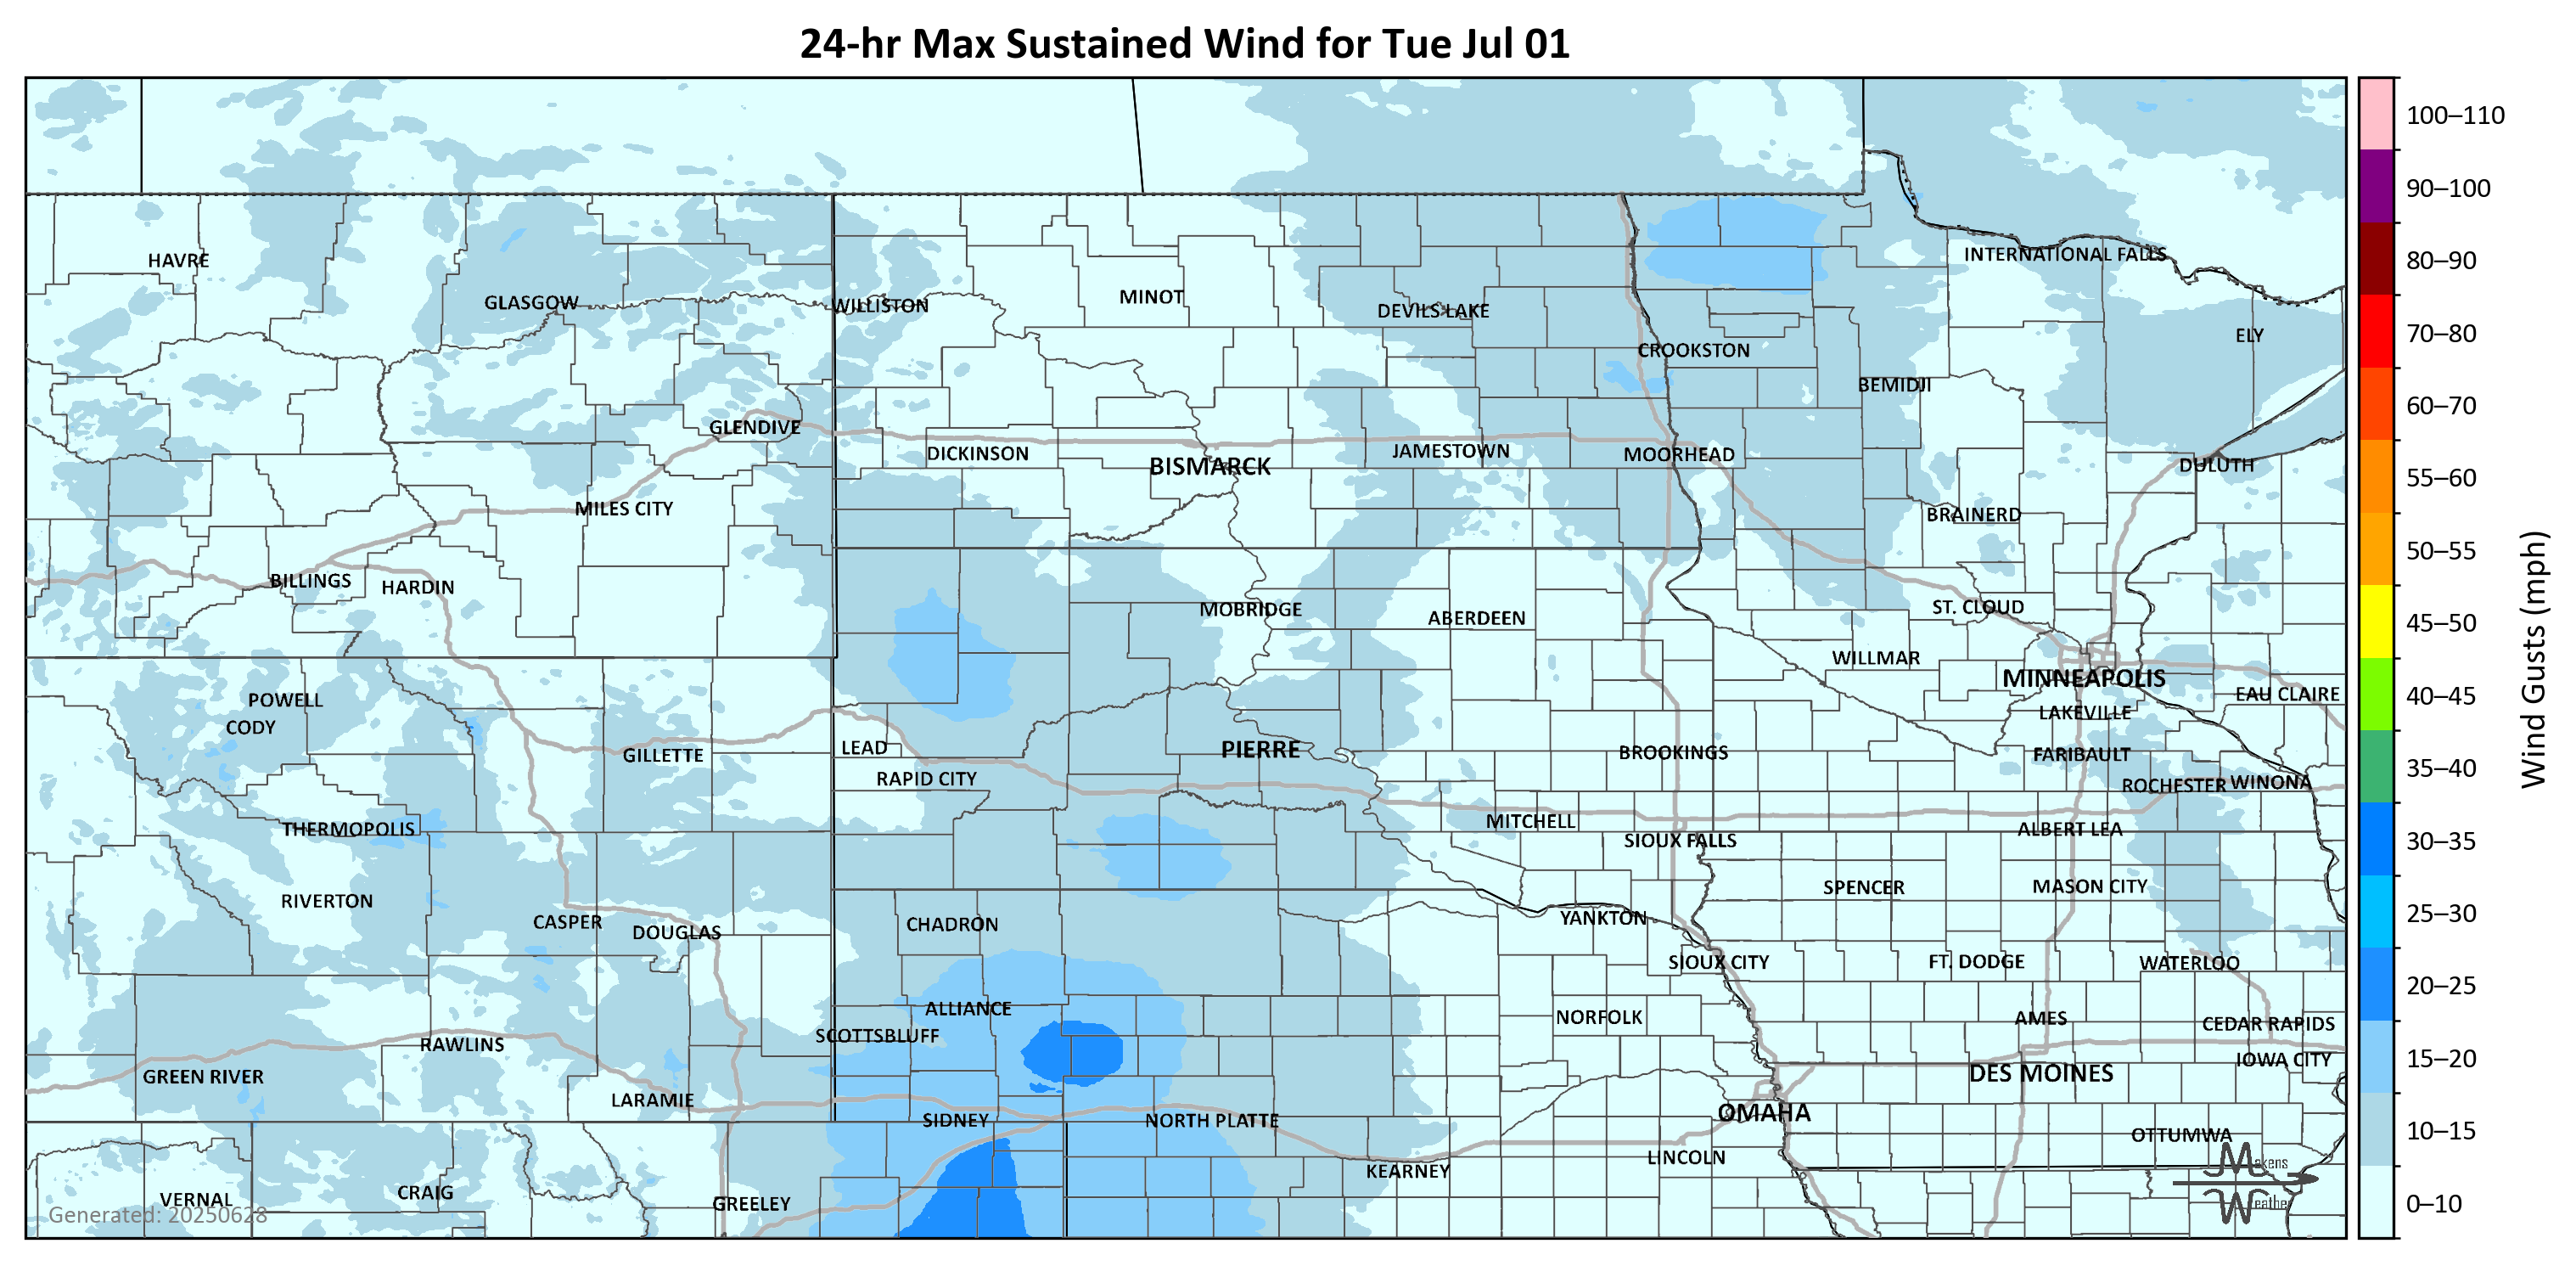 24-hr Max Sustained Wind for Tue Jul 01
100–110
90–100
80–90
70–80
60–70
55–60
50–55
45–50
40–45
35–40
30–35
25–30
20–25
15–20
10–15
0–10
Wind Gusts (mph)
HAVRE
GLASGOW
WILLISTON
MINOT
DEVILS LAKE
INTERNATIONAL FALLS
ELY
CROOKSTON
BEMIDJI
GLENDIVE
DICKINSON
BISMARCK
JAMESTOWN
MOORHEAD
DULUTH
MILES CITY
BRAINERD
BILLINGS
HARDIN
MOBRIDGE
ABERDEEN
ST. CLOUD
WILLMAR
MINNEAPOLIS
EAU CLAIRE
POWELL
CODY
LAKEVILLE
GILLETTE
LEAD
PIERRE
BROOKINGS
FARIBAULT
RAPID CITY
ROCHESTER
WINONA
THERMOPOLIS
MITCHELL
SIOUX FALLS
ALBERT LEA
RIVERTON
SPENCER
MASON CITY
CASPER
DOUGLAS
CHADRON
YANKTON
SIOUX CITY
FT. DODGE
WATERLOO
ALLIANCE
NORFOLK
AMES
CEDAR RAPIDS
SCOTTSBLUFF
RAWLINS
IOWA CITY
GREEN RIVER
DES MOINES
LARAMIE
SIDNEY
NORTH PLATTE
OMAHA
OTTUMWA
LINCOLN
KEARNEY
VERNAL
CRAIG
GREELEY
Makens
Weather
Generated: 20250628